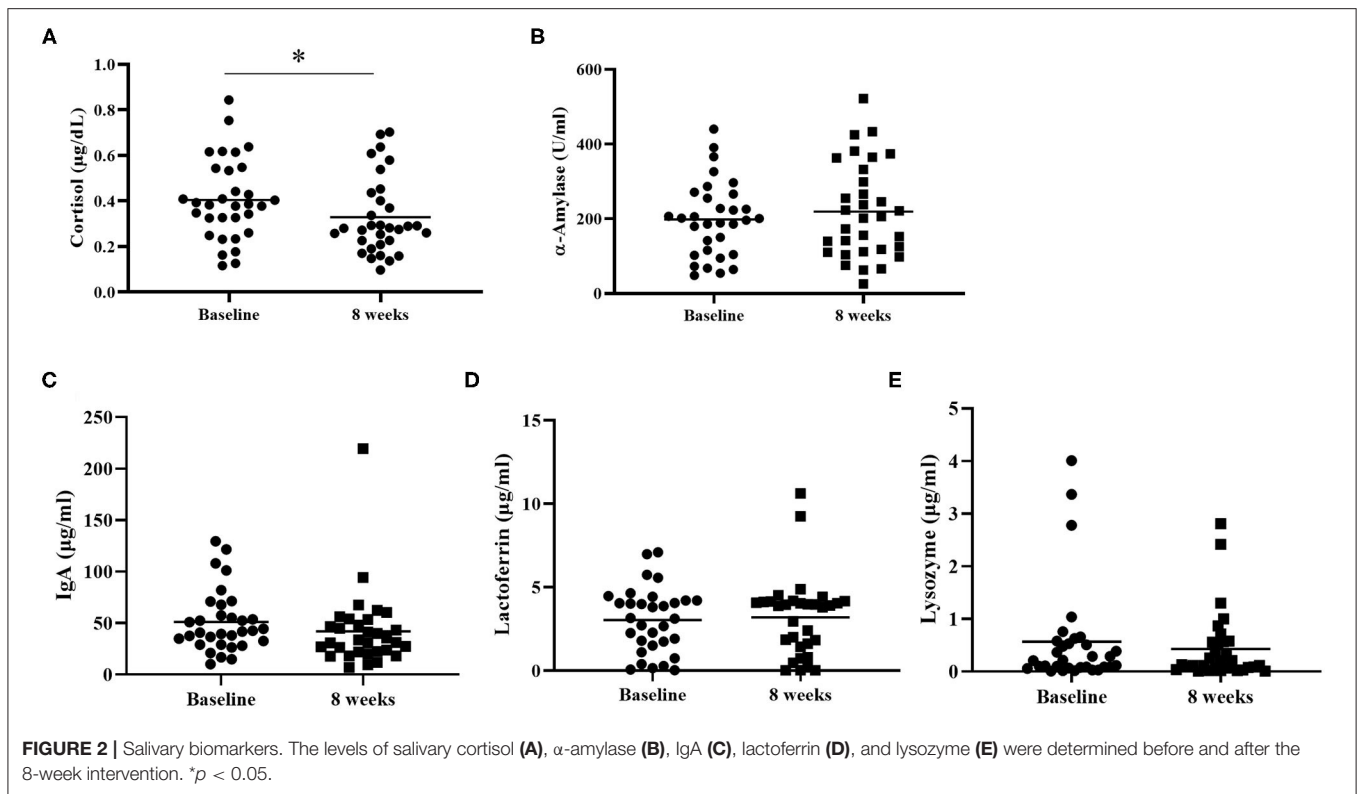 A
Cortisol (µg/dL)
1.0
0.8
0.6
0.4
0.2
0.0
*
Baseline
8 weeks
B
α-Amylase (U/ml)
600
400
200
0
Baseline
8 weeks
C
IgA (µg/ml)
250
200
150
100
50
0
Baseline
8 weeks
D
Lactoferrin (µg/ml)
15
10
5
0
Baseline
8 weeks
E
Lysozyme (µg/ml)
5
4
3
2
1
0
Baseline
8 weeks
FIGURE 2 | Salivary biomarkers. The levels of salivary cortisol (A), α-amylase (B), IgA (C), lactoferrin (D), and lysozyme (E) were determined before and after the
8-week intervention. *p < 0.05.